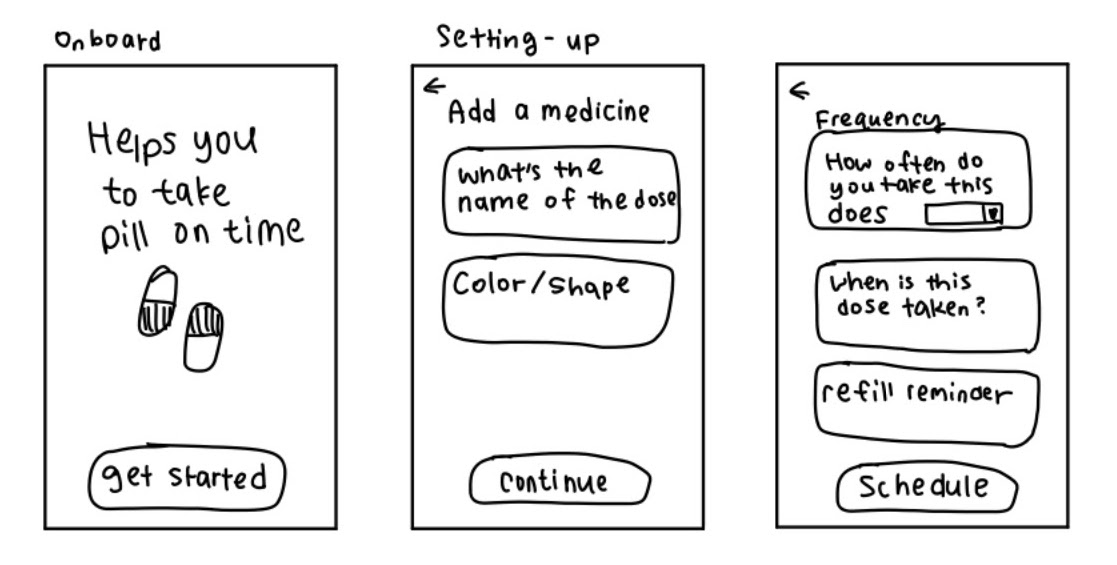 Onboard
Helps you
to take
pill on time
get started
Setting-up
Add a medicine
what's the
name of the dose
Color/Shape
Continue
Frequency
How often do
you take this
does
When is this
dose taken?
refill reminder
Schedule